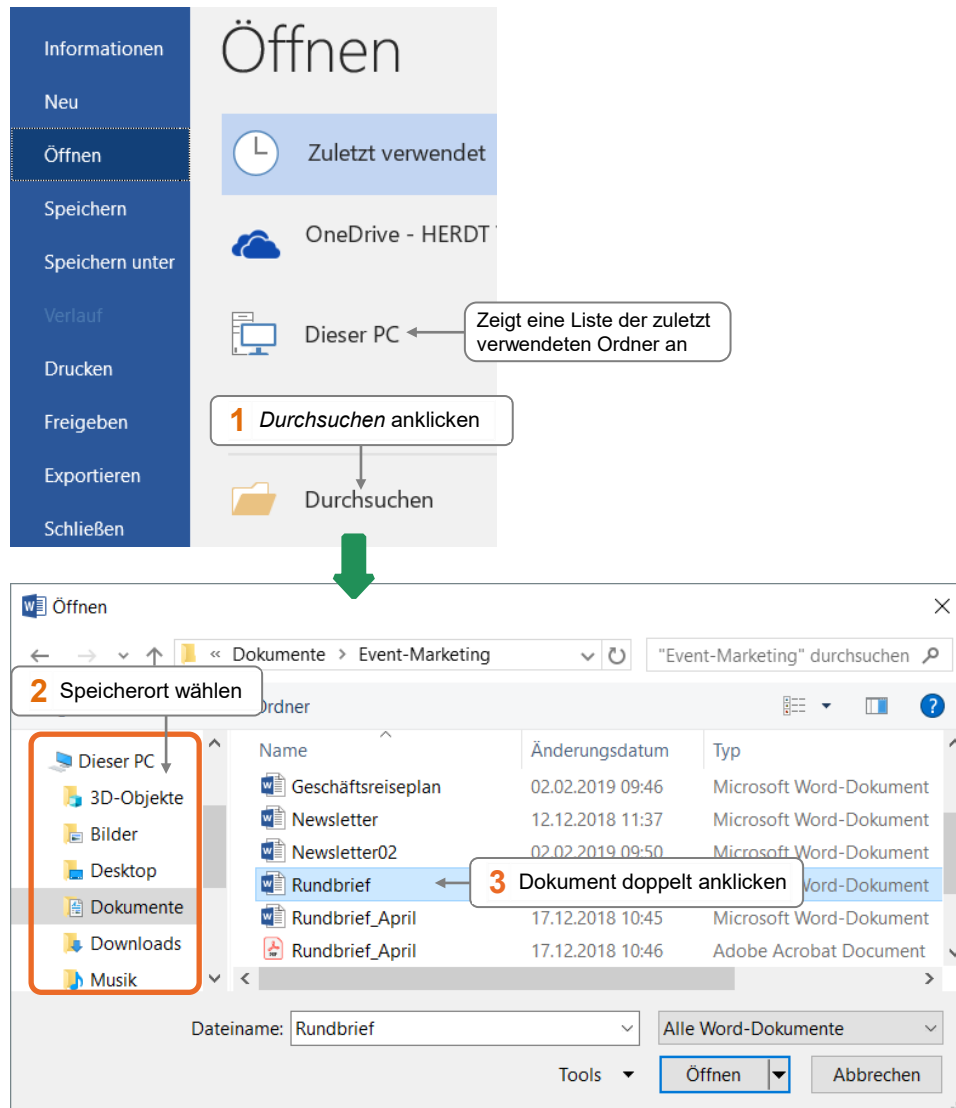 Informationen
Neu
Öffnen
Speichern
Speichern unter
Verlauf
Drucken
Freigeben
Exportieren
Schließen
Öffnen
Zuletzt verwendet
OneDrive - HERDT
Dieser PC
Zeigt eine Liste der zuletzt
verwendeten Ordner an
1 Durchsuchen anklicken
Durchsuchen
Öffnen
« Dokumente > Event-Marketing
"Event-Marketing" durchsuchen
2 Speicherort wählen
Ordner
Dieser PC
3D-Objekte
Bilder
Desktop
Dokumente
Downloads
Musik
Name Änderungsdatum Typ
Geschäftsreiseplan 02.02.2019 09:46 Microsoft Word-Dokument
Newsletter 12.12.2018 11:37 Microsoft Word-Dokument
Newsletter02 02.02.2019 09:50 Microsoft Word-Dokument
Rundbrief Word-Dokument
3 Dokument doppelt anklicken
Rundbrief_April 17.12.2018 10:45 Microsoft Word-Dokument
Rundbrief_April 17.12.2018 10:46 Adobe Acrobat Document
Dateiname: Rundbrief Alle Word-Dokumente
Tools Öffnen Abbrechen